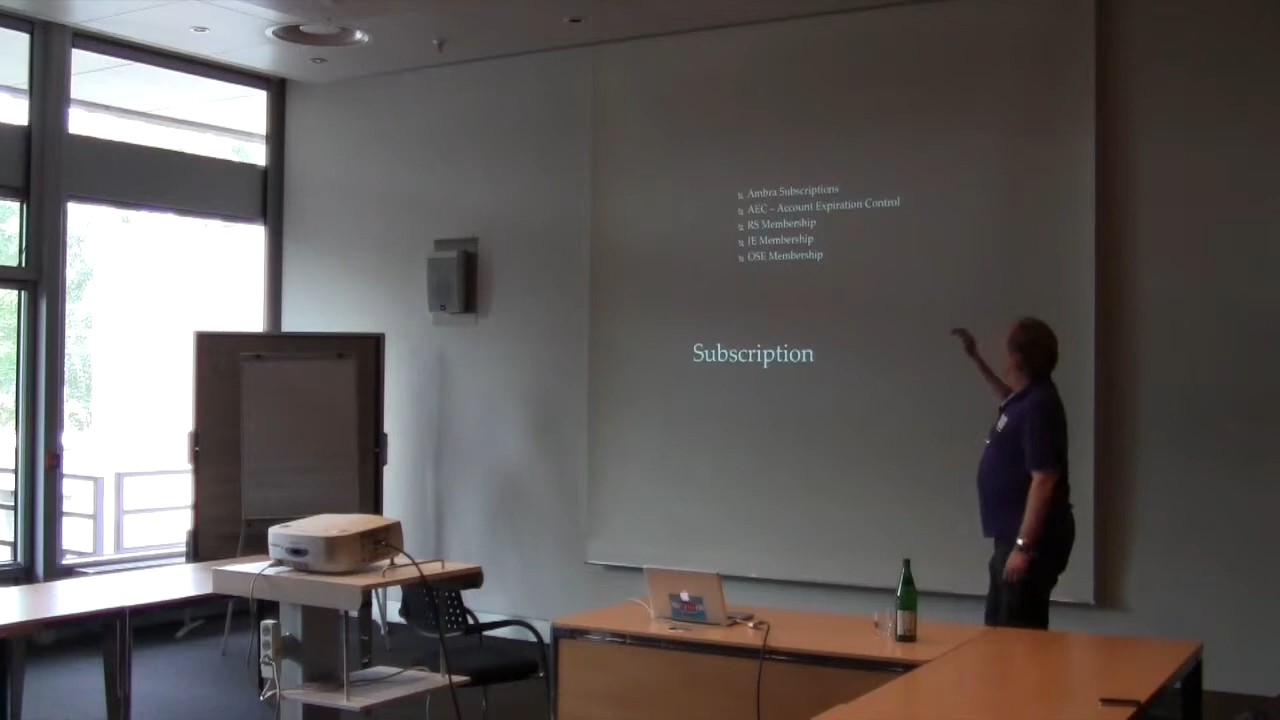 Ambra Subscriptions
AEC – Account Expiration Control
RS Membership
JE Membership
OSE Membership
Subscription